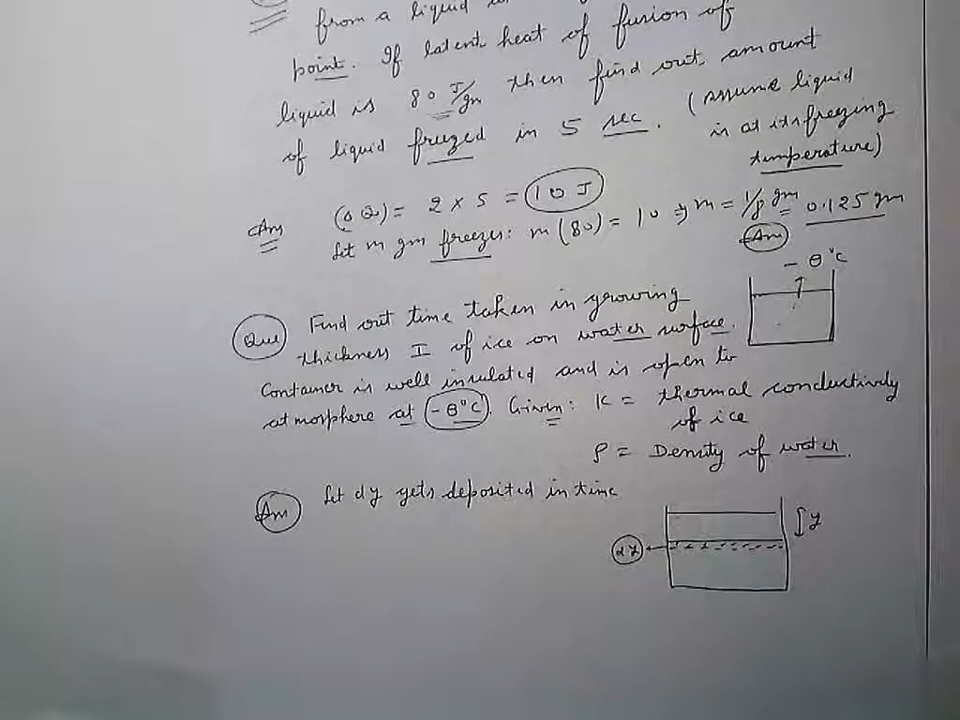 from a liquid
point. If latent heat of fusion of
liquid is 80 J/gm then find out amount
of liquid freezed in 5 sec. (Assume liquid
is at its freezing
temperature)
Ans (ΔQ) = 2 × 5 = 10 J
Let m gm freezes: m(80) = 10 ⇒ m = 1/8 gm = 0.125 gm
Ans
- θ°C
Que Find out time taken in growing
thickness I of ice on water surface.
Container is well insulated and is open to
atmosphere at -θ°C. Given: K = thermal conductivity
of ice
ρ = Density of water.
Ans Let dy gets deposited in time
y
dy